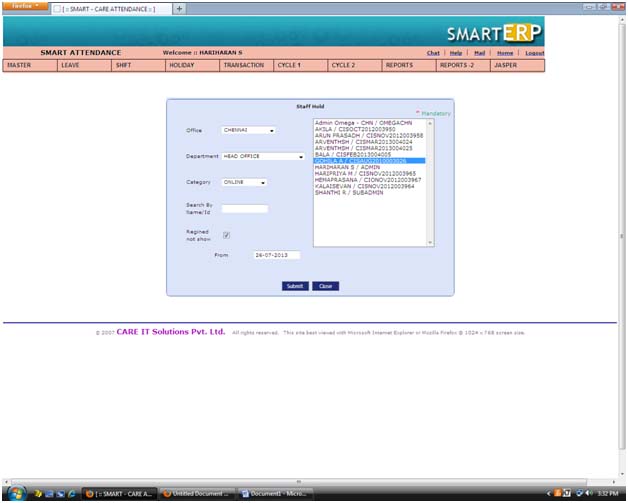 Firefox
[ :: SMART - CARE ATTENDANCE :: ]
+
SMARTERP
SMART ATTENDANCE
Welcome :: HARIHARAN S
Chat | Help | Mail | Home | Logout
MASTER LEAVE SHIFT HOLIDAY TRANSACTION CYCLE 1 CYCLE 2 REPORTS REPORTS -2 JASPER
Staff Hold
* Mandatory
Office CHENNAI
Department HEAD OFFICE
Category ONLINE
Search By
Name/Id
Regined
not show
From 26-07-2013
Admin Omega - CHN / OMEGACHN
AKILA / CISOCT2012003950
ARUN PRASADH / CISNOV2012003958
ARVENTHSH / CISMAR2013004024
ARVENTHSH / CISMAR2013004025
BALA / CISFEB2013004005
HARIHARAN S / ADMIN
HARIPRIYA M / CISNOV2012003965
HEMAPRASANA / CIONOV2012003967
KALAISEVAN / CISNOV2012003964
SHANTHI R / SUBADMIN
Submit Close
© 2007 CARE IT Solutions Pvt. Ltd. All rights reserved. This site best viewed with Microsoft Internet Explorer or Mozilla Firefox @ 1024 x 768 screen size.
[ :: SMART - CARE A... Untitled Document ... Document1 - Micro... 3:32 PM